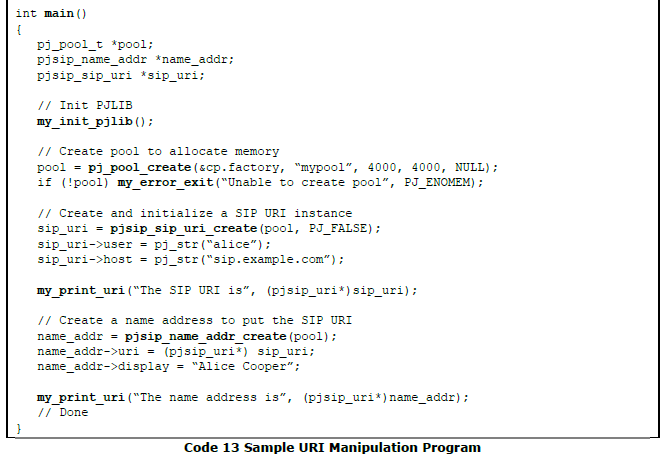 int main()
{
pj_pool_t *pool;
pjsip_name_addr *name_addr;
pjsip_sip_uri *sip_uri;
// Init PJLIB
my_init_pjlib();
// Create pool to allocate memory
pool = pj_pool_create(&cp.factory, “mypool”, 4000, 4000, NULL);
if (!pool) my_error_exit(“Unable to create pool”, PJ_ENOMEM);
// Create and initialize a SIP URI instance
sip_uri = pjsip_sip_uri_create(pool, PJ_FALSE);
sip_uri->user = pj_str(“alice”);
sip_uri->host = pj_str(“sip.example.com”);
my_print_uri(“The SIP URI is”, (pjsip_uri*)sip_uri);
// Create a name address to put the SIP URI
name_addr = pjsip_name_addr_create(pool);
name_addr->uri = (pjsip_uri*) sip_uri;
name_addr->display = “Alice Cooper”;
my_print_uri(“The name address is”, (pjsip_uri*)name_addr);
// Done
}
Code 13 Sample URI Manipulation Program